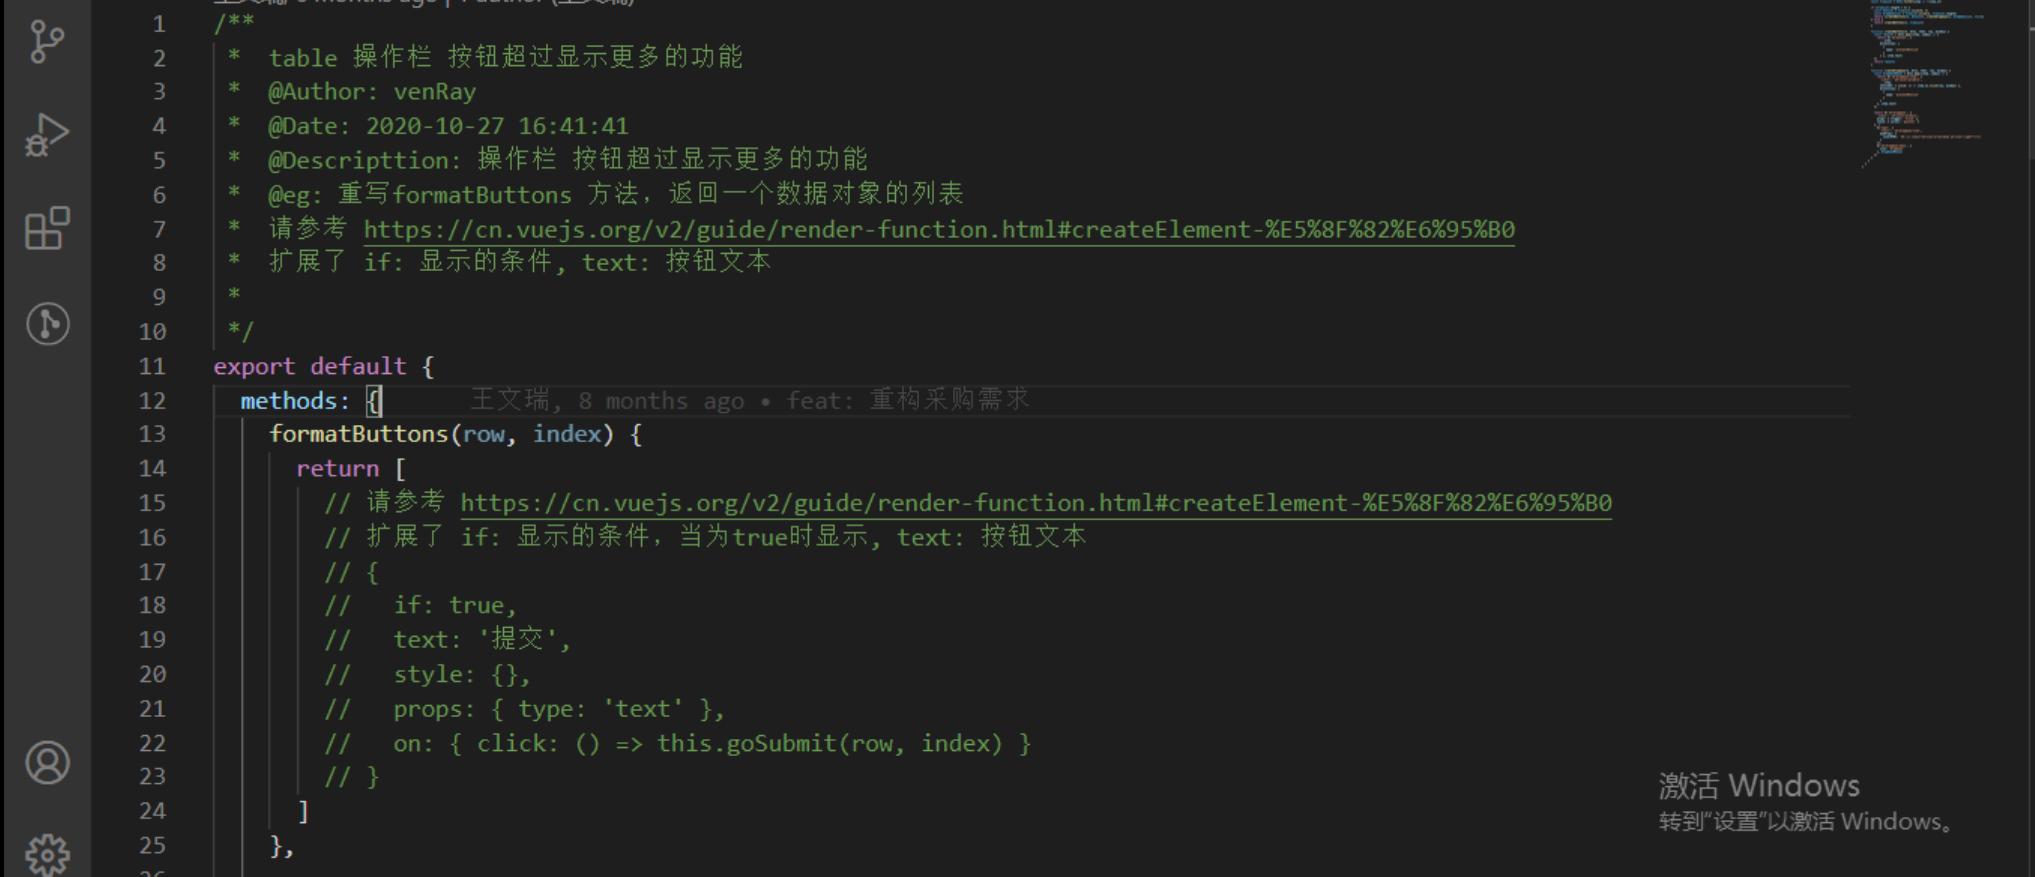 1 /**
2  *  table 操作栏 按钮超过显示更多的功能
3  *  @Author: venRay
4  *  @Date: 2020-10-27 16:41:41
5  *  @Descripttion: 操作栏 按钮超过显示更多的功能
6  *  @eg: 重写formatButtons 方法，返回一个数据对象的列表
7  *  请参考 https://cn.vuejs.org/v2/guide/render-function.html#createElement-%E5%8F%82%E6%95%B0
8  *  扩展了 if: 显示的条件, text: 按钮文本
9  *
10  */
11 export default {
12   methods: {      王文瑞, 8 months ago • feat: 重构采购需求
13     formatButtons(row, index) {
14       return [
15         // 请参考 https://cn.vuejs.org/v2/guide/render-function.html#createElement-%E5%8F%82%E6%95%B0
16         // 扩展了 if: 显示的条件，当为true时显示, text: 按钮文本
17         // {
18         //   if: true,
19         //   text: '提交',
20         //   style: {},
21         //   props: { type: 'text' },
22         //   on: { click: () => this.goSubmit(row, index) }
23         // }
24       ]
25     },
激活 Windows
转到“设置”以激活 Windows。